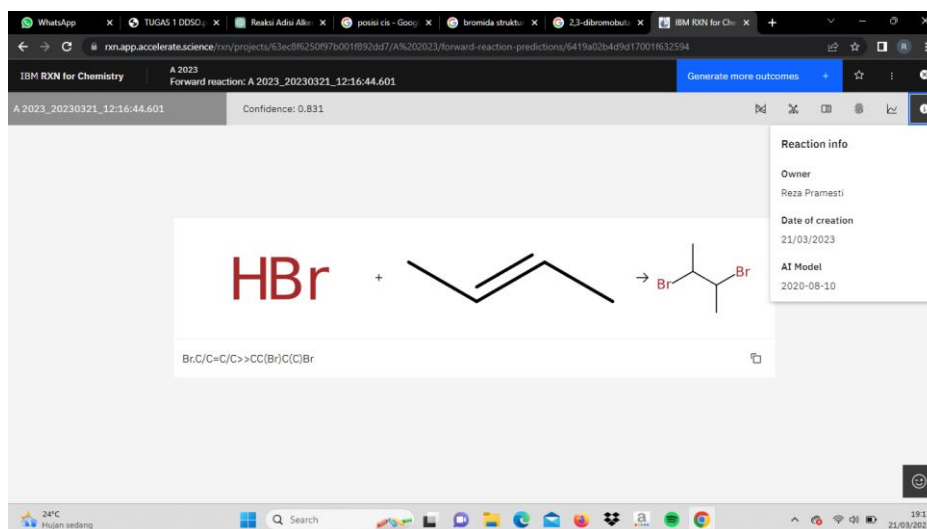 WhatsApp
TUGAS 1 DDSO
Reaksi Adisi Alke
posisi cis - Goog
bromida struktu
2,3-dibromobuta
IBM RXN for Che
rxn.app.accelerate.science/rxn/projects/63ec8f6250f97b001f892dd7/A%202023/forward-reaction-predictions/6419a02b4d9d17001f632594
R
IBM RXN for Chemistry
A 2023
Forward reaction: A 2023_20230321_12:16:44.601
Generate more outcomes +
A 2023_20230321_12:16:44.601
Confidence: 0.831
Reaction info
Owner
Reza Pramesti
Date of creation
21/03/2023
AI Model
2020-08-10
HBr + → Br Br
Br.C/C=C/C>>CC(Br)C(C)Br
24°C
Hujan sedang
Search
19:1
21/03/202